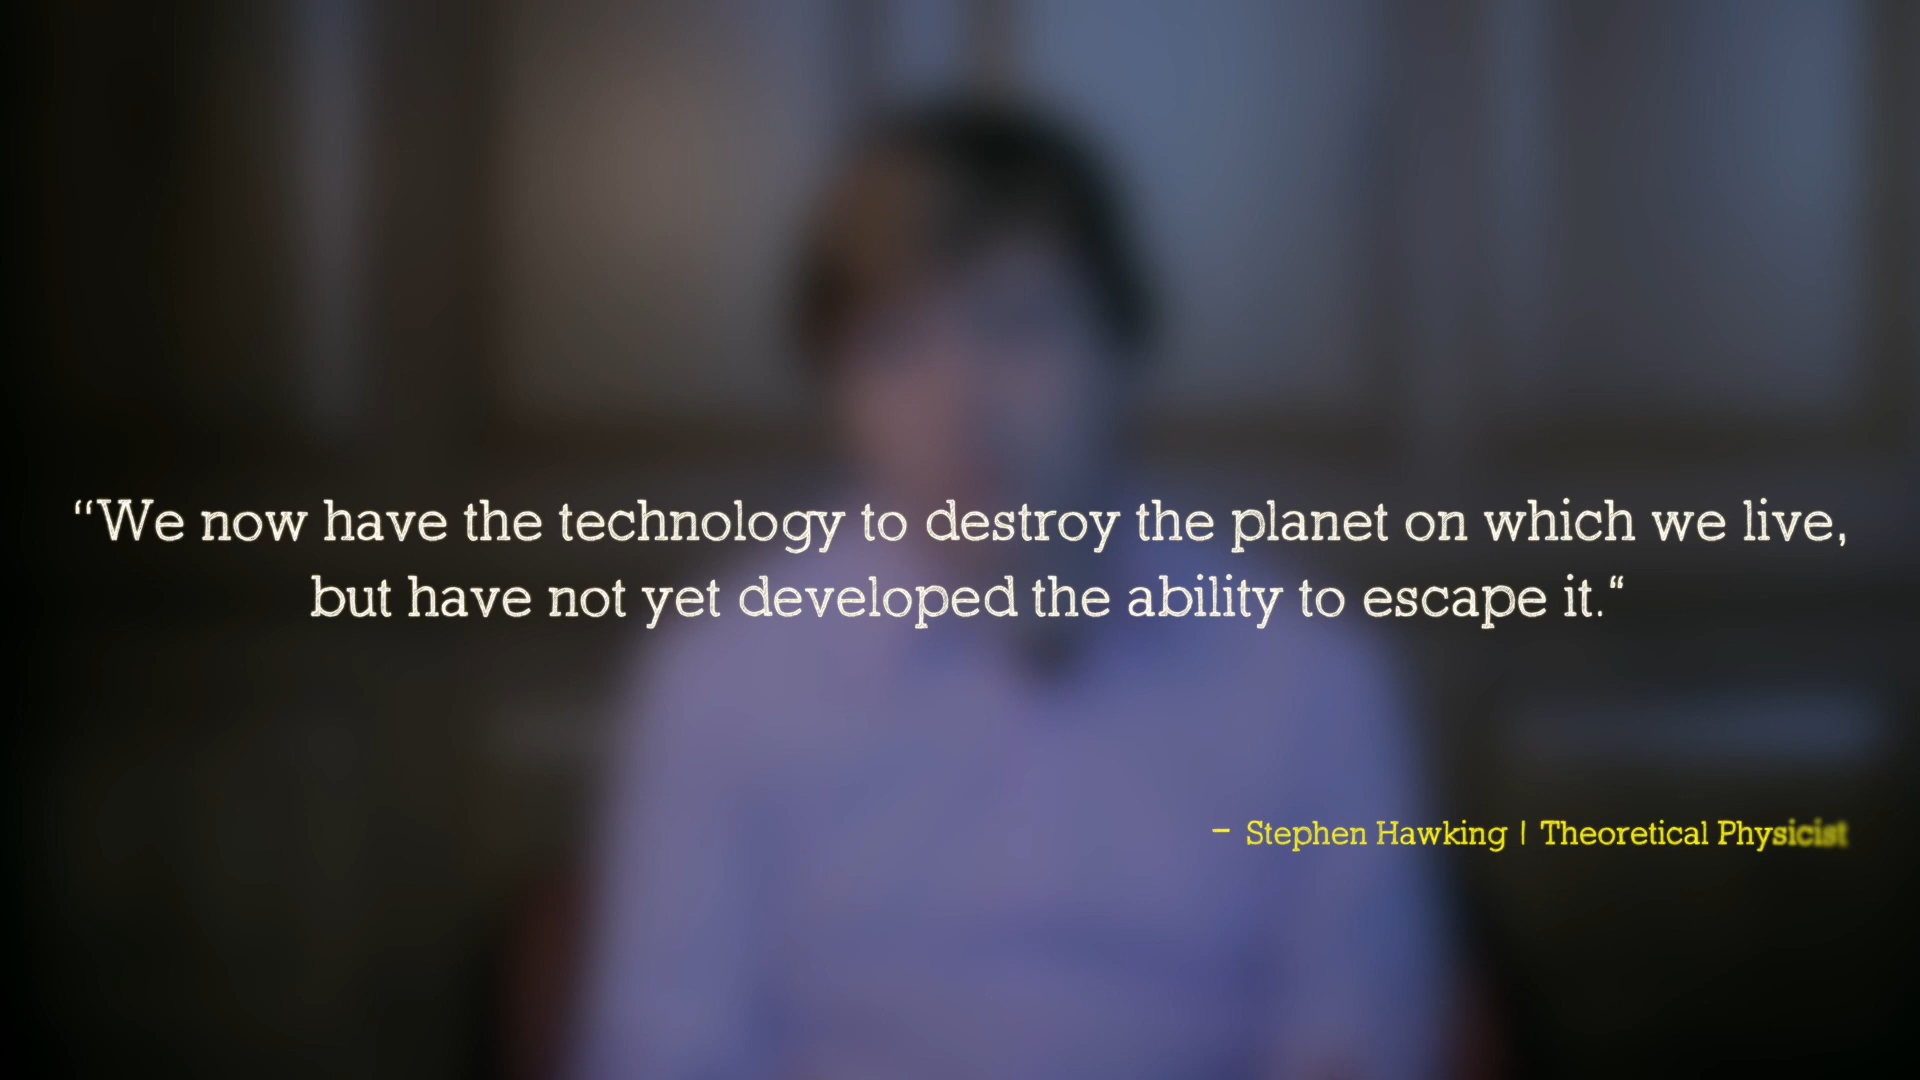 “We now have the technology to destroy the planet on which we live,
but have not yet developed the ability to escape it.“
– Stephen Hawking | Theoretical Physicist